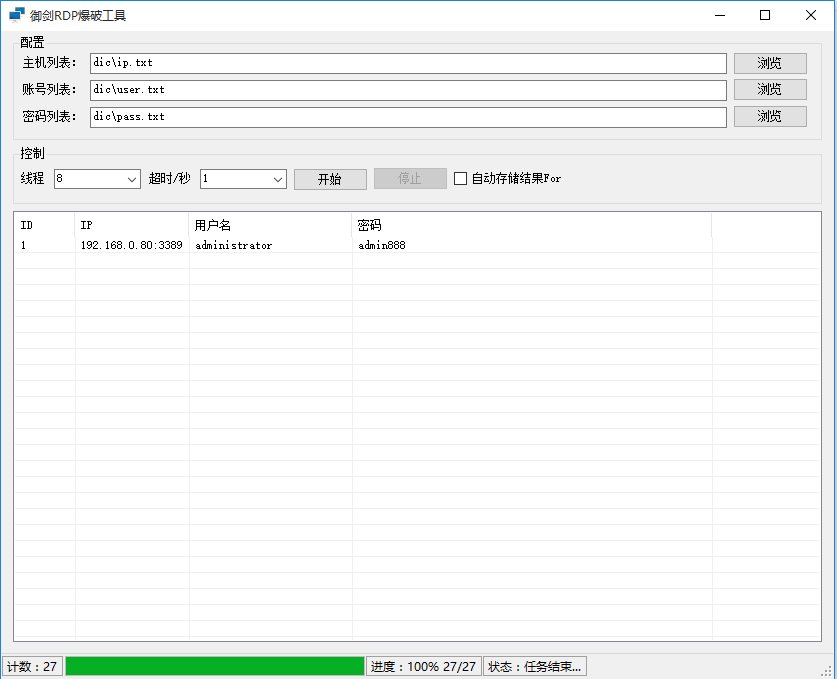 御剑RDP爆破工具
配置
主机列表： dic\ip.txt 浏览
账号列表： dic\user.txt 浏览
密码列表： dic\pass.txt 浏览
控制
线程 8 超时/秒 1 开始 停止 自动存储结果For
ID IP 用户名 密码
1 192.168.0.80:3389 administrator admin888
计数：27 进度：100% 27/27 状态：任务结束...